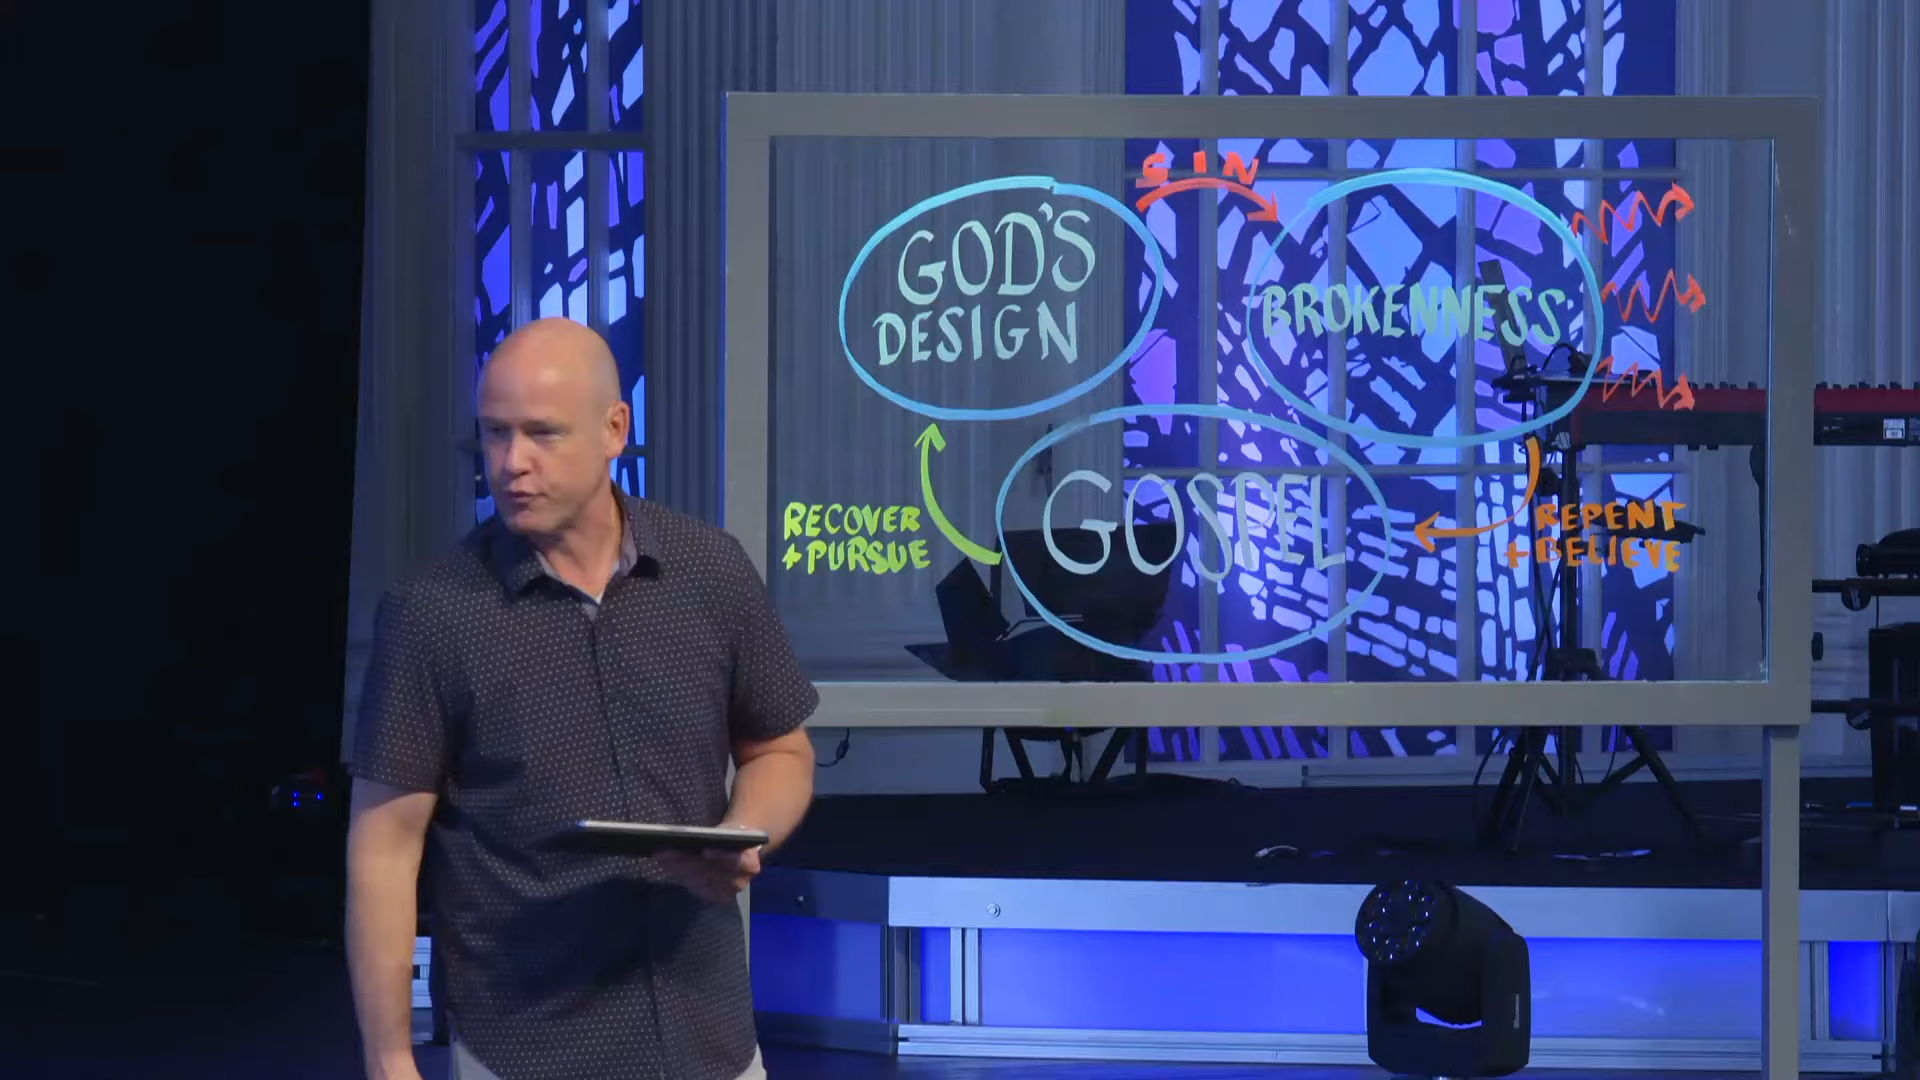 SIN
GOD'S
DESIGN
BROKENNESS
GOSPEL
RECOVER
+ PURSUE
REPENT
+ BELIEVE